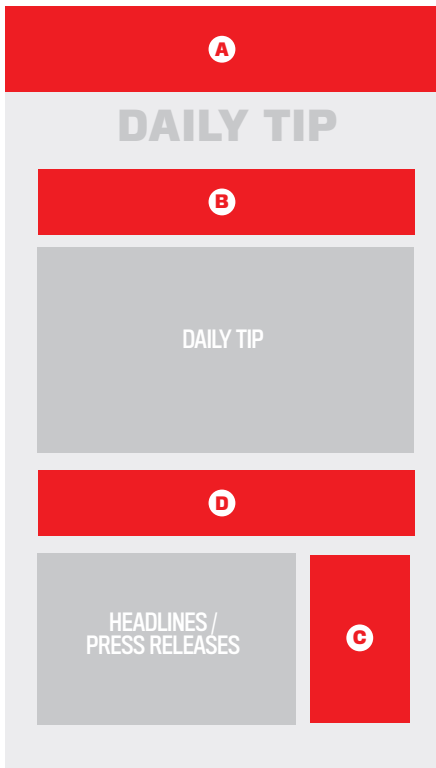 A
DAILY TIP
B
DAILY TIP
D
HEADLINES /
PRESS RELEASES
C